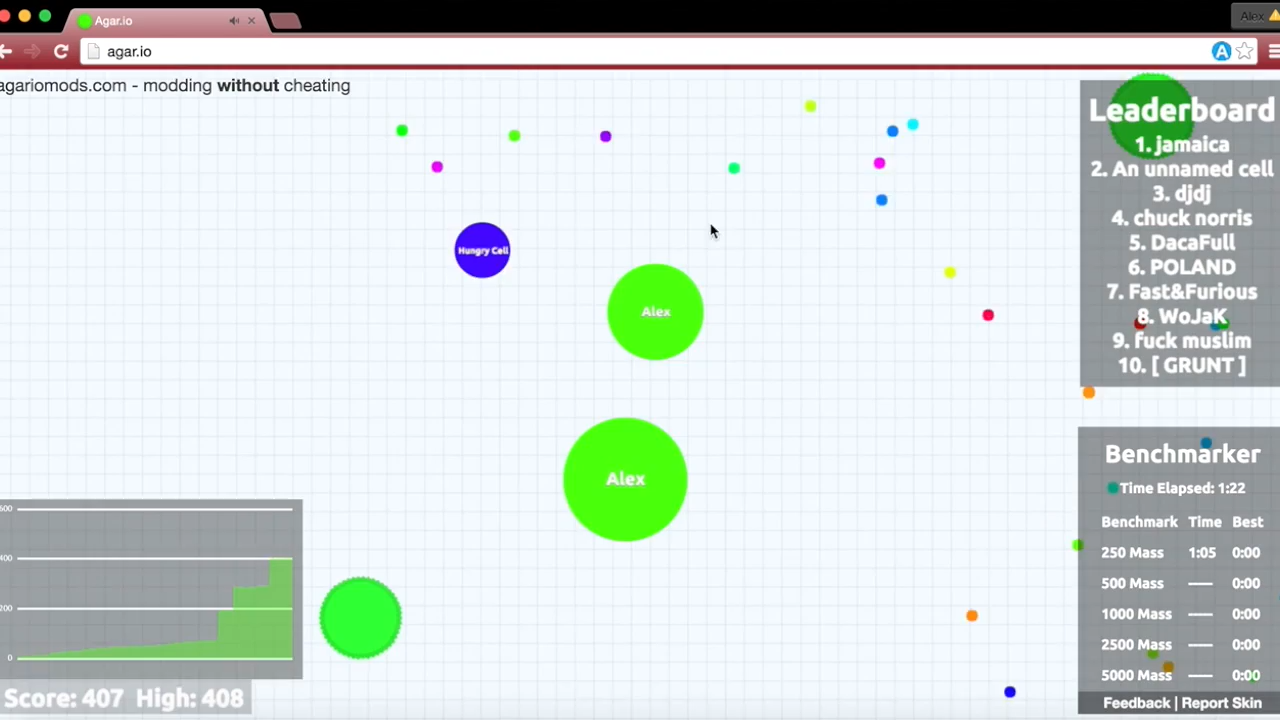 Agar.io
Alex
agar.io
agariomods.com - modding without cheating
Leaderboard
1. jamaica
2. An unnamed cell
3. djdj
4. chuck norris
5. DacaFull
6. POLAND
7. Fast&Furious
8. WoJaK
9. fuck muslim
10. [ GRUNT ]
Hungry Cell
Alex
Alex
Benchmarker
Time Elapsed: 1:22
Benchmark Time Best
250 Mass 1:05 0:00
500 Mass —— 0:00
1000 Mass —— 0:00
2500 Mass —— 0:00
5000 Mass —— 0:00
Feedback | Report Skin
600
400
200
0
Score: 407 High: 408